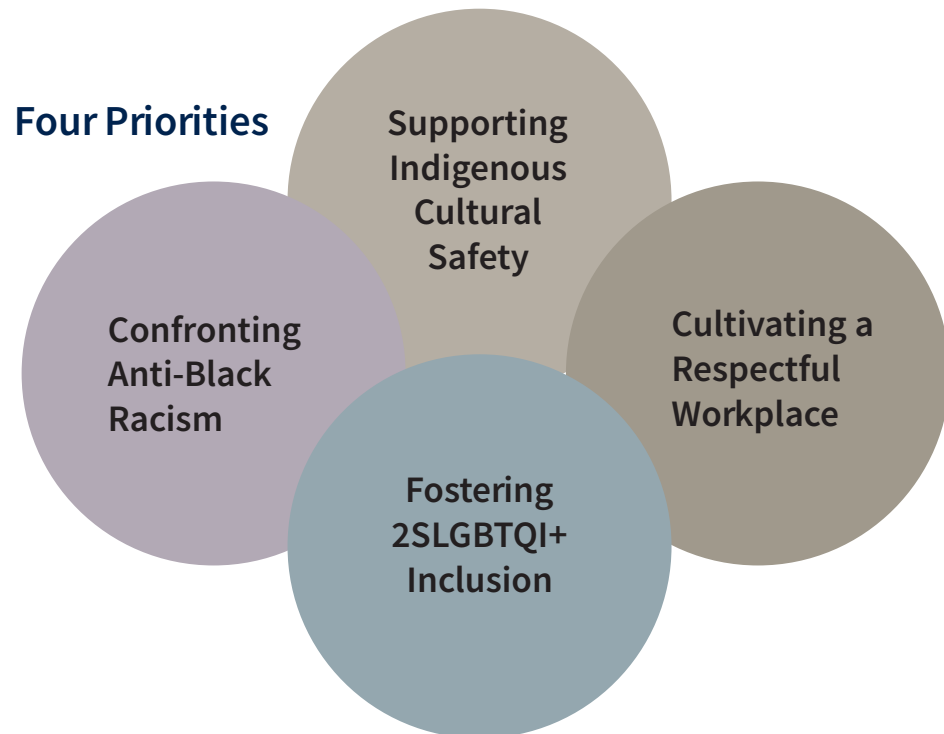 Four Priorities
Supporting
Indigenous
Cultural
Safety
Confronting
Anti-Black
Racism
Cultivating a
Respectful
Workplace
Fostering
2SLGBTQI+
Inclusion